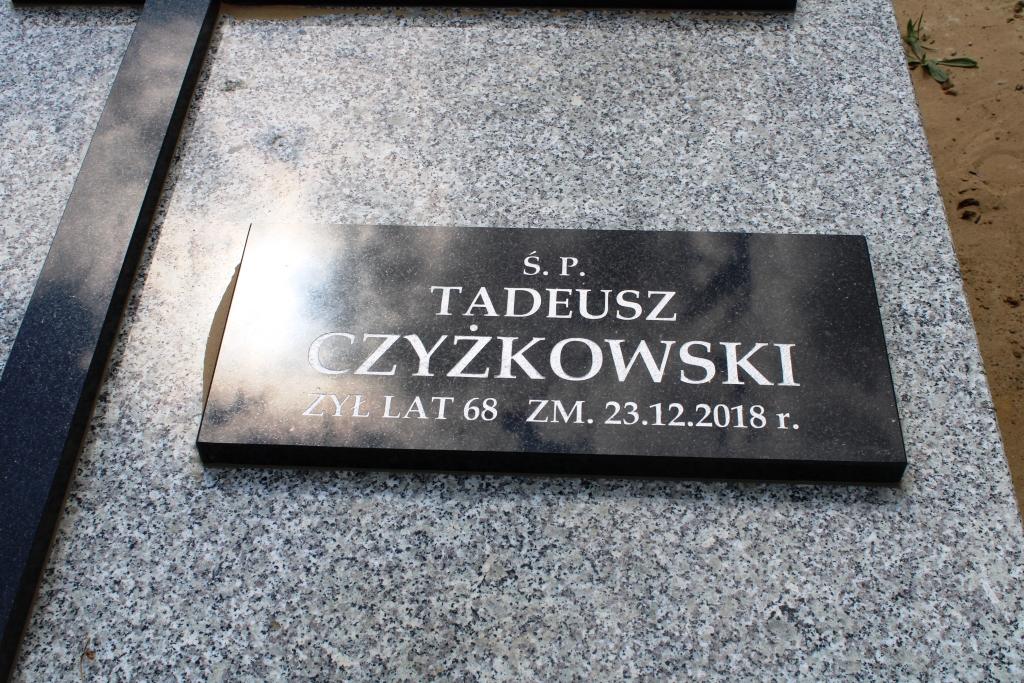 Ś. P.
TADEUSZ
CZYŻKOWSKI
ŻYŁ LAT 68 ZM. 23.12.2018 r.